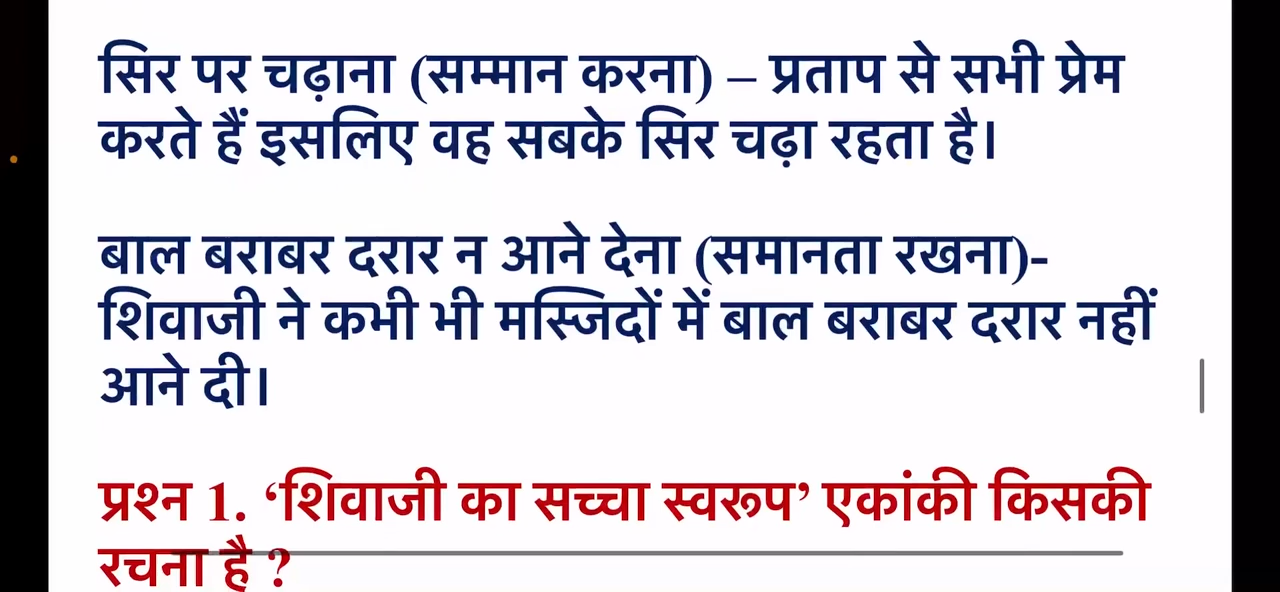 सिर पर चढ़ाना (सम्मान करना) – प्रताप से सभी प्रेम
करते हैं इसलिए वह सबके सिर चढ़ा रहता है।
बाल बराबर दरार न आने देना (समानता रखना)-
शिवाजी ने कभी भी मस्जिदों में बाल बराबर दरार नहीं
आने दी।
प्रश्न 1. ‘शिवाजी का सच्चा स्वरूप’ एकांकी किसकी
रचना है ?